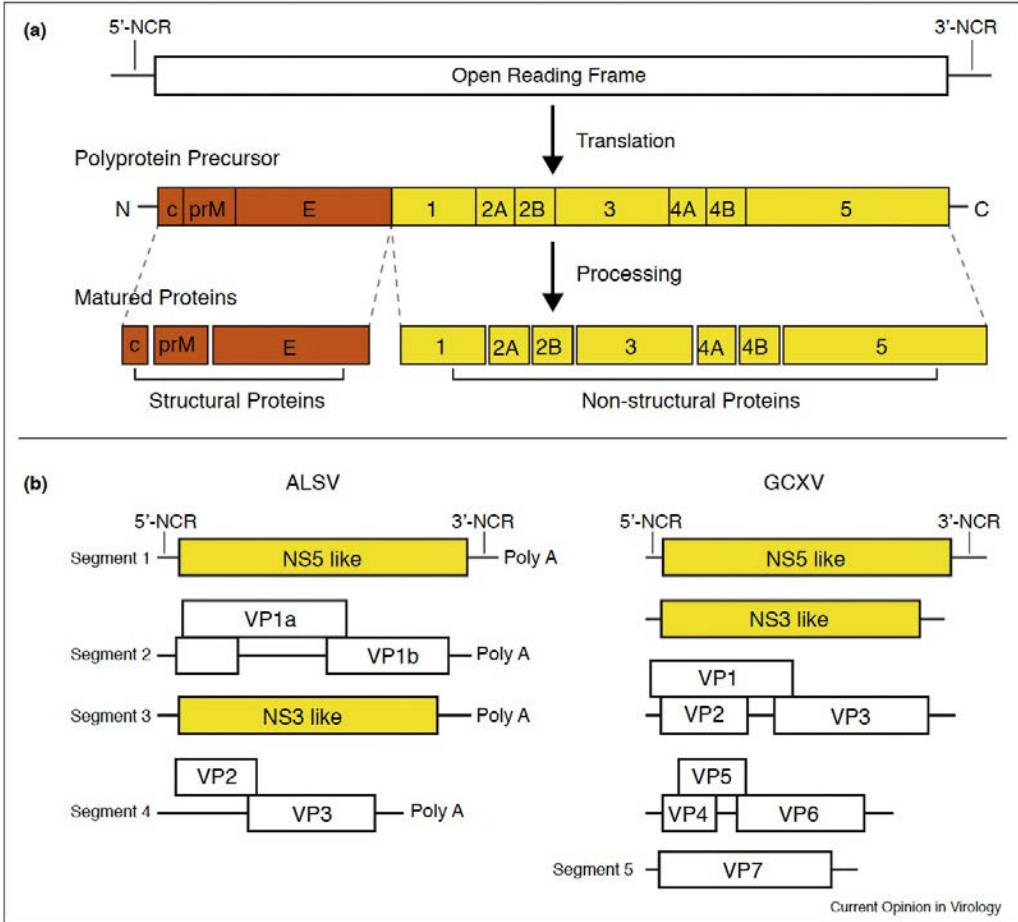 (a)
5'-NCR 3'-NCR
Open Reading Frame
Translation
Polyprotein Precursor
N c prM E 1 2A 2B 3 4A 4B 5 C
Processing
Matured Proteins
c prM E 1 2A 2B 3 4A 4B 5
Structural Proteins Non-structural Proteins
(b)
ALSV GCXV
5'-NCR 3'-NCR 5'-NCR 3'-NCR
Segment 1 NS5 like Poly A NS5 like
VP1a NS3 like
Segment 2 VP1b Poly A
VP1
Segment 3 NS3 like Poly A VP2 VP3
VP2 VP5
Segment 4 VP3 Poly A VP4 VP6
Segment 5 VP7
Current Opinion in Virology